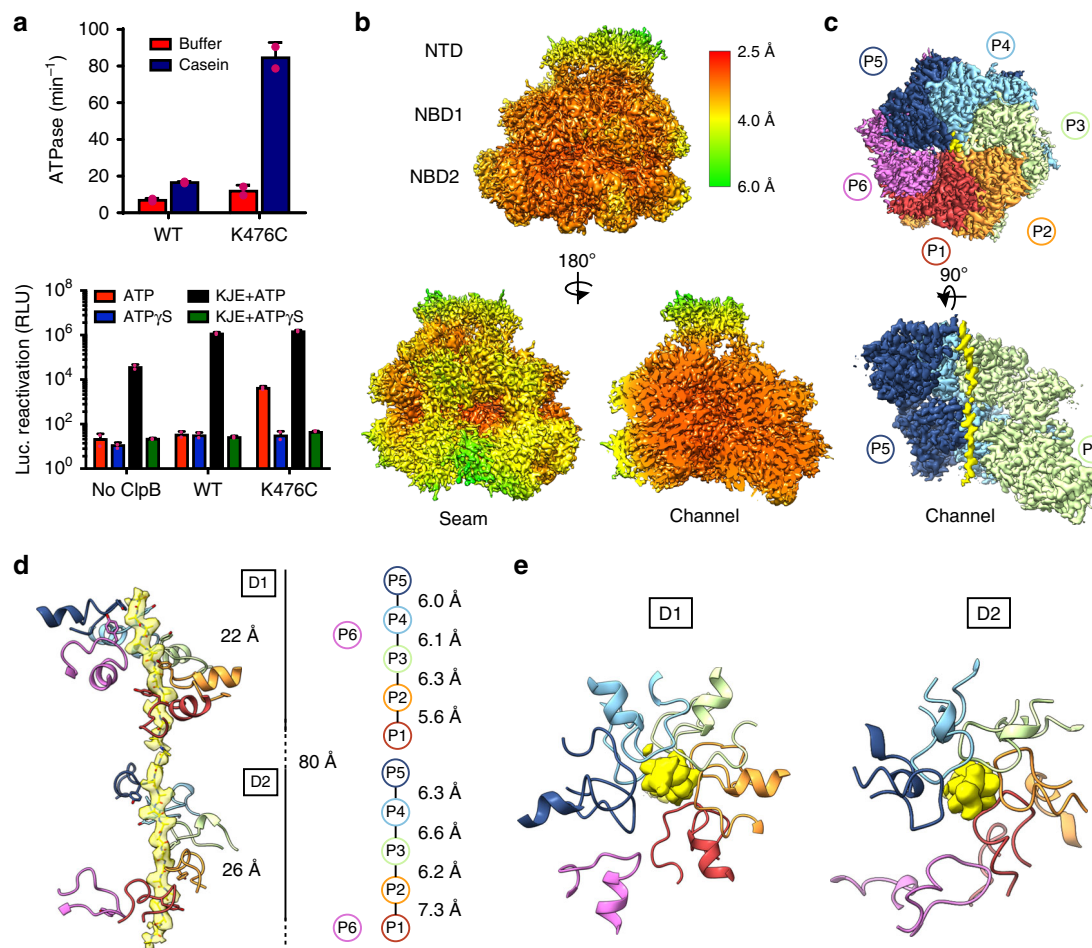 a
Buffer
Casein
ATPase (min⁻¹)
100
80
60
40
20
0
WT
K476C
ATP
KJE+ATP
ATPγS
KJE+ATPγS
Luc. reactivation (RLU)
10⁸
10⁶
10⁴
10²
10⁰
No ClpB
WT
K476C
b
NTD
NBD1
NBD2
2.5 Å
4.0 Å
6.0 Å
180°
Seam
Channel
c
P4
P5
P3
P6
P2
P1
90°
P5
P
Channel
d
D1
22 Å
80 Å
D2
26 Å
P5
6.0 Å
P4
P6
6.1 Å
P3
6.3 Å
P2
5.6 Å
P1
P5
6.3 Å
P4
6.6 Å
P3
6.2 Å
P2
7.3 Å
P6
P1
e
D1
D2